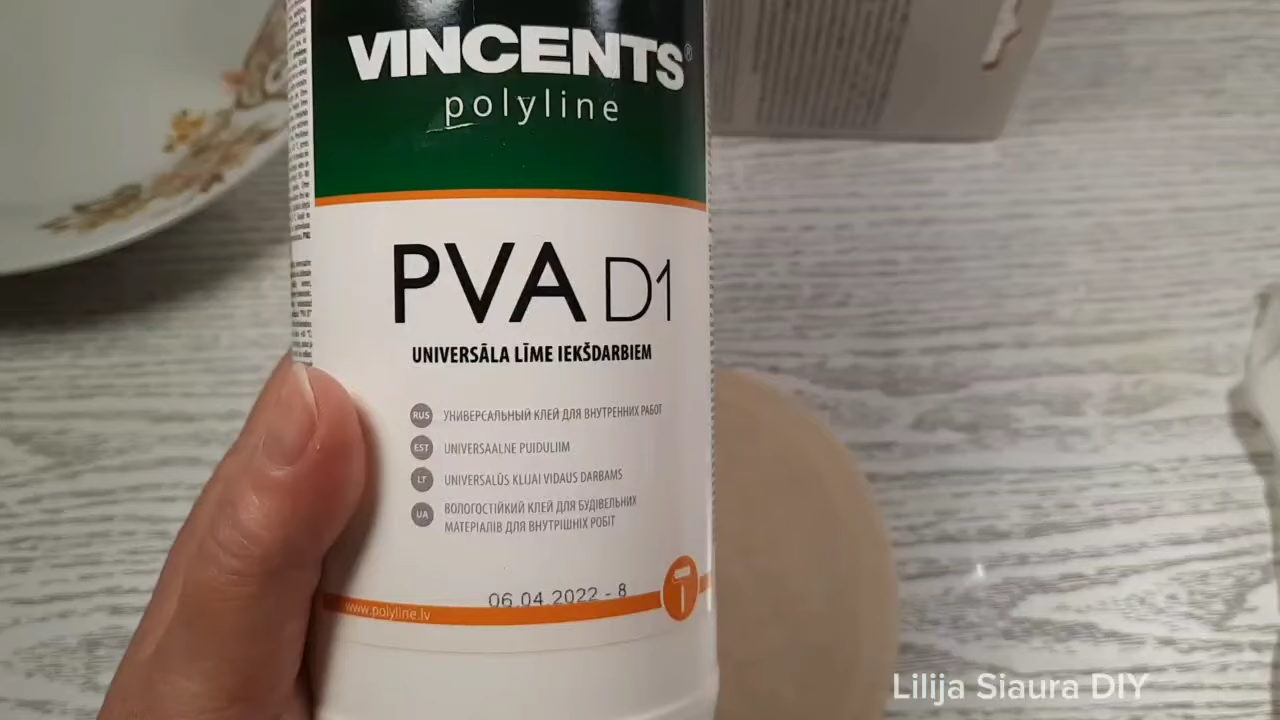 VINCENTS®
polyline
PVA D1
UNIVERSĀLA LĪME IEKŠDARBIEM
RUS УНИВЕРСАЛЬНЫЙ КЛЕЙ ДЛЯ ВНУТРЕННИХ РАБОТ
EST UNIVERSAALNE PUIDULIIM
LT UNIVERSALŪS KLIJAI VIDAUS DARBAMS
UA ВОЛОГОСТІЙКИЙ КЛЕЙ ДЛЯ БУДІВЕЛЬНИХ
МАТЕРІАЛІВ ДЛЯ ВНУТРІШНІХ РОБІТ
06.04.2022 - 8
www.polyline.lv
Lilija Siaura DIY